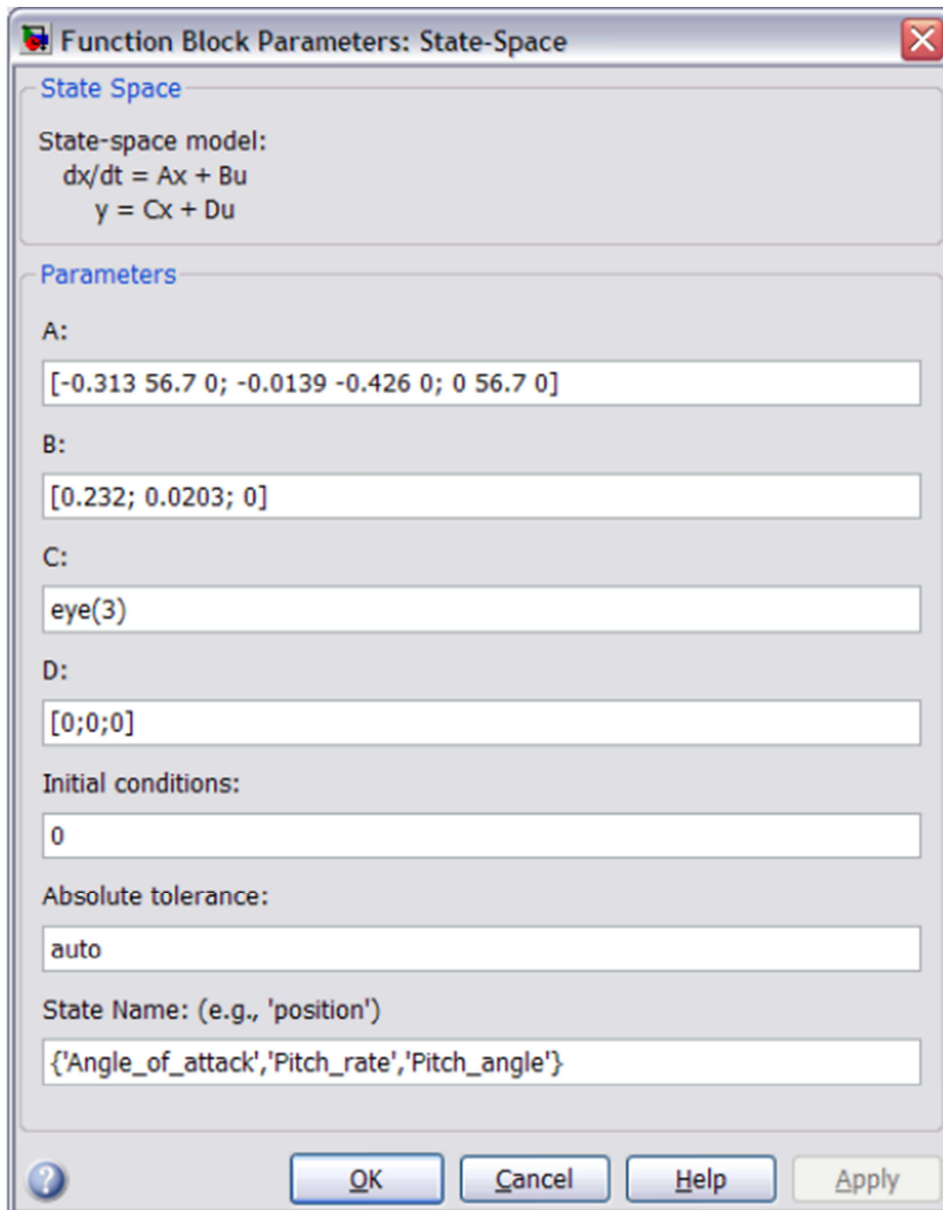 Function Block Parameters: State-Space
State Space
State-space model:
dx/dt = Ax + Bu
y = Cx + Du
Parameters
A:
[-0.313 56.7 0; -0.0139 -0.426 0; 0 56.7 0]
B:
[0.232; 0.0203; 0]
C:
eye(3)
D:
[0;0;0]
Initial conditions:
0
Absolute tolerance:
auto
State Name: (e.g., 'position')
{'Angle_of_attack','Pitch_rate','Pitch_angle'}
? OK Cancel Help Apply